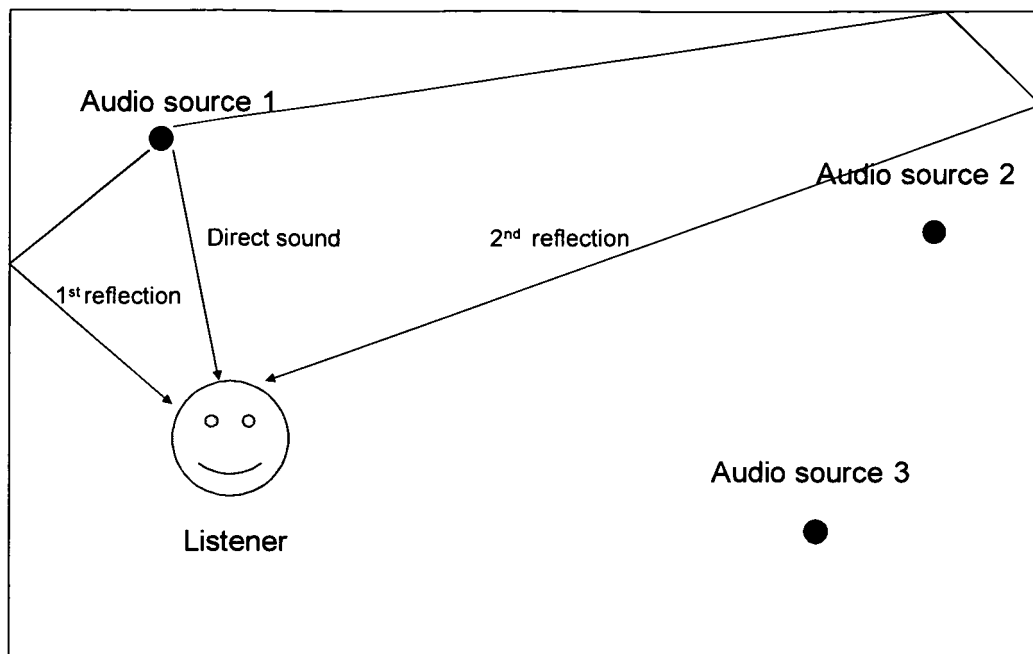 Audio source 1
Audio source 2
Direct sound
2nd reflection
1st reflection
Audio source 3
Listener